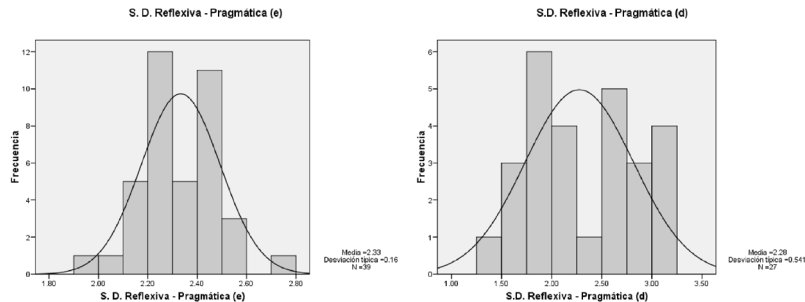 S. D. Reflexiva - Pragmática (e)
12
10
8
6
4
2
0
Frecuencia
1.80 2.00 2.20 2.40 2.60 2.80
S. D. Reflexiva - Pragmática (e)
Media =2.33
Desviación típica =0.16
N =39
S.D. Reflexiva - Pragmática (d)
6
5
4
3
2
1
0
Frecuencia
1.00 1.50 2.00 2.50 3.00 3.50
S.D. Reflexiva - Pragmática (d)
Media =2.28
Desviación típica =0.541
N =27